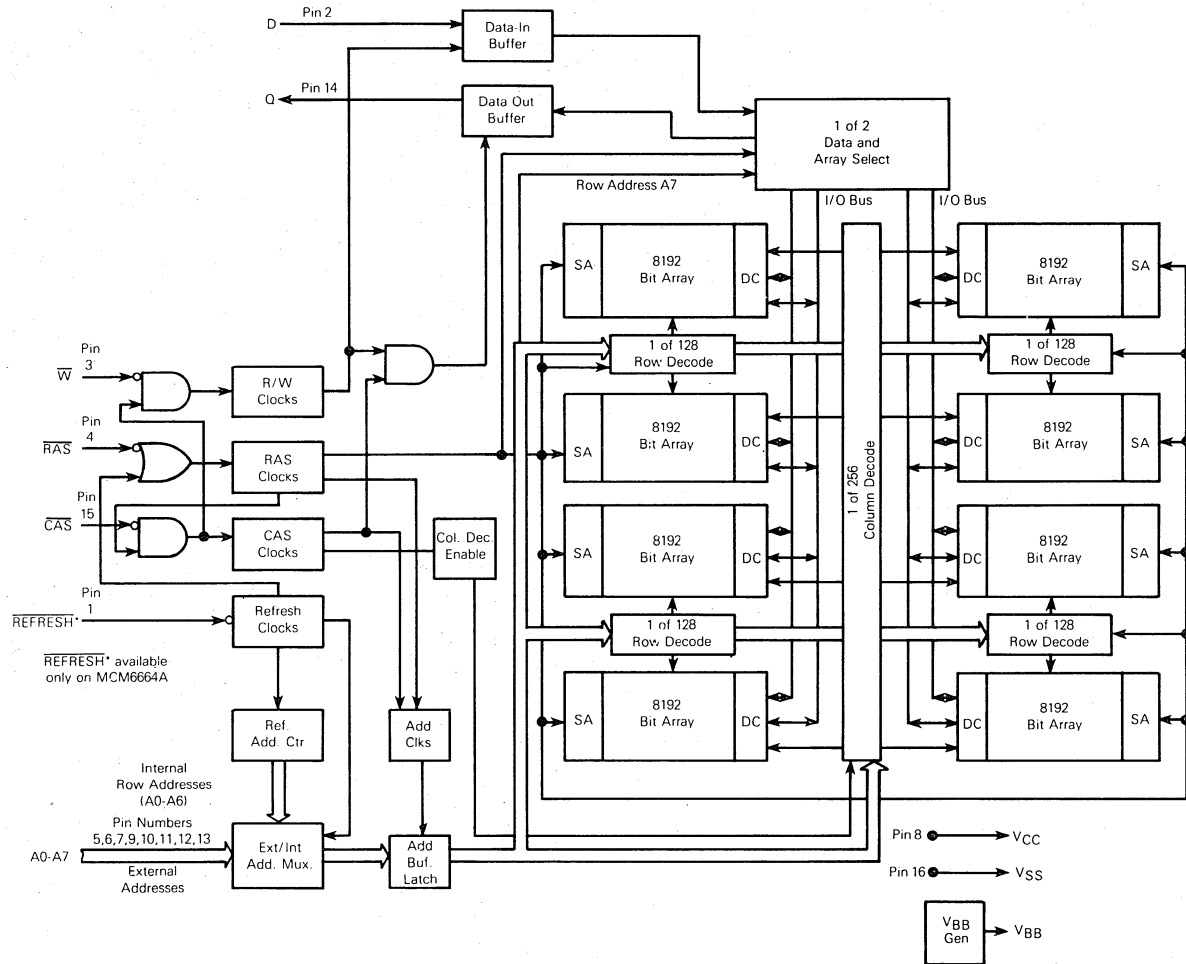 D
Pin 2
Data-In
Buffer
Q
Pin 14
Data Out
Buffer
1 of 2
Data and
Array Select
Row Address A7
I/O Bus
I/O Bus
SA
8192
Bit Array
DC
DC
8192
Bit Array
SA
1 of 128
Row Decode
1 of 128
Row Decode
SA
8192
Bit Array
DC
DC
8192
Bit Array
SA
1 of 256
Column Decode
SA
8192
Bit Array
DC
DC
8192
Bit Array
SA
1 of 128
Row Decode
1 of 128
Row Decode
SA
8192
Bit Array
DC
DC
8192
Bit Array
SA
Pin
3
W̅
R/W
Clocks
Pin
4
R̅A̅S̅
RAS
Clocks
Pin
15
C̅A̅S̅
CAS
Clocks
Col. Dec.
Enable
Pin
1
R̅E̅F̅R̅E̅S̅H̅*
Refresh
Clocks
R̅E̅F̅R̅E̅S̅H̅* available
only on MCM6664A
Ref.
Add. Ctr
Add
Clks
Internal
Row Addresses
(A0-A6)
Pin Numbers
5,6,7,9,10,11,12,13
A0-A7
External
Addresses
Ext/Int
Add. Mux.
Add
Buf.
Latch
Pin 8
VCC
Pin 16
VSS
VBB
Gen
VBB